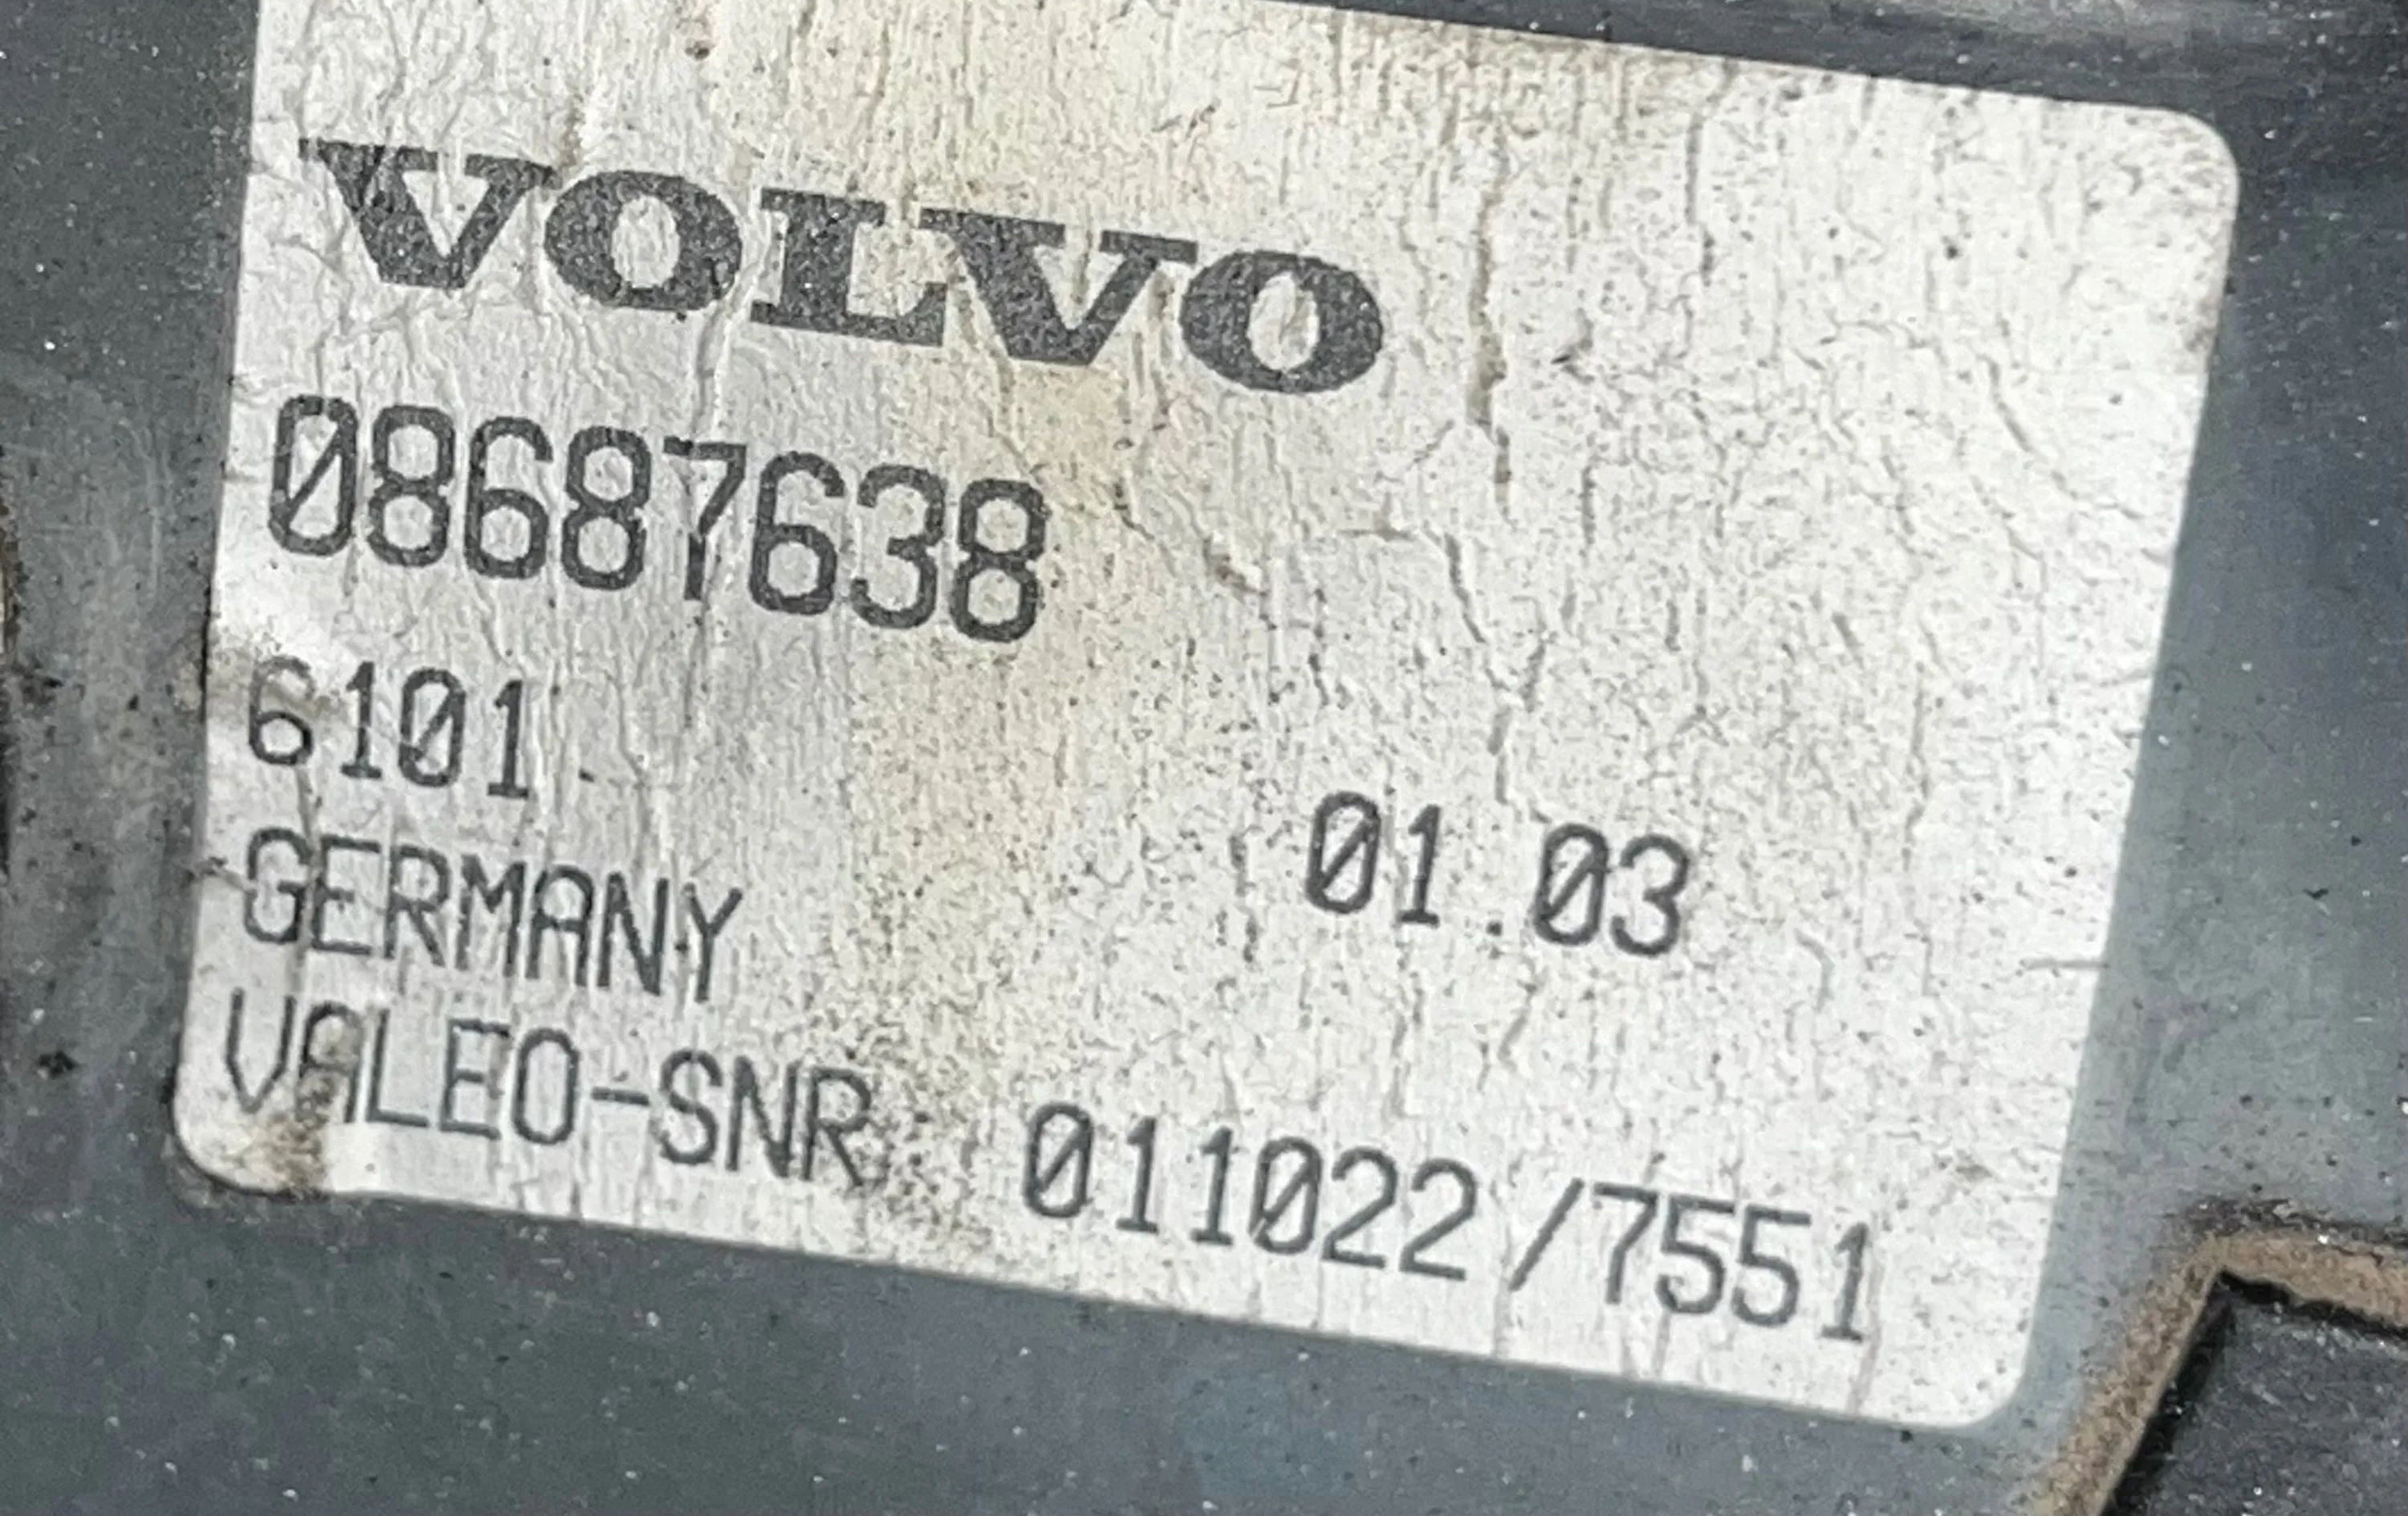 VOLVO
08687638
6101
GERMANY 01.03
VALEO-SNR 011022/7551